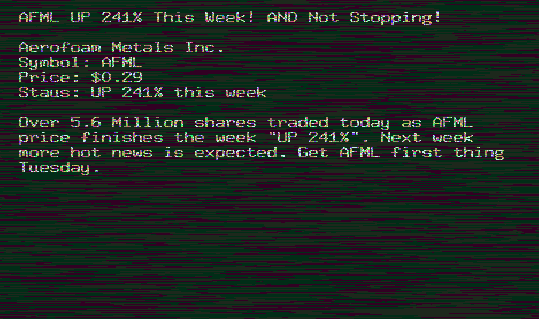 AFML UP 241% This Week! AND Not Stopping!
Aerofoam Metals Inc.
Symbol: AFML
Price: $0.29
Staus: UP 241% this week
Over 5.6 Million shares traded today as AFML
price finishes the week "UP 241%". Next week
more hot news is expected. Get AFML first thing
Tuesday.